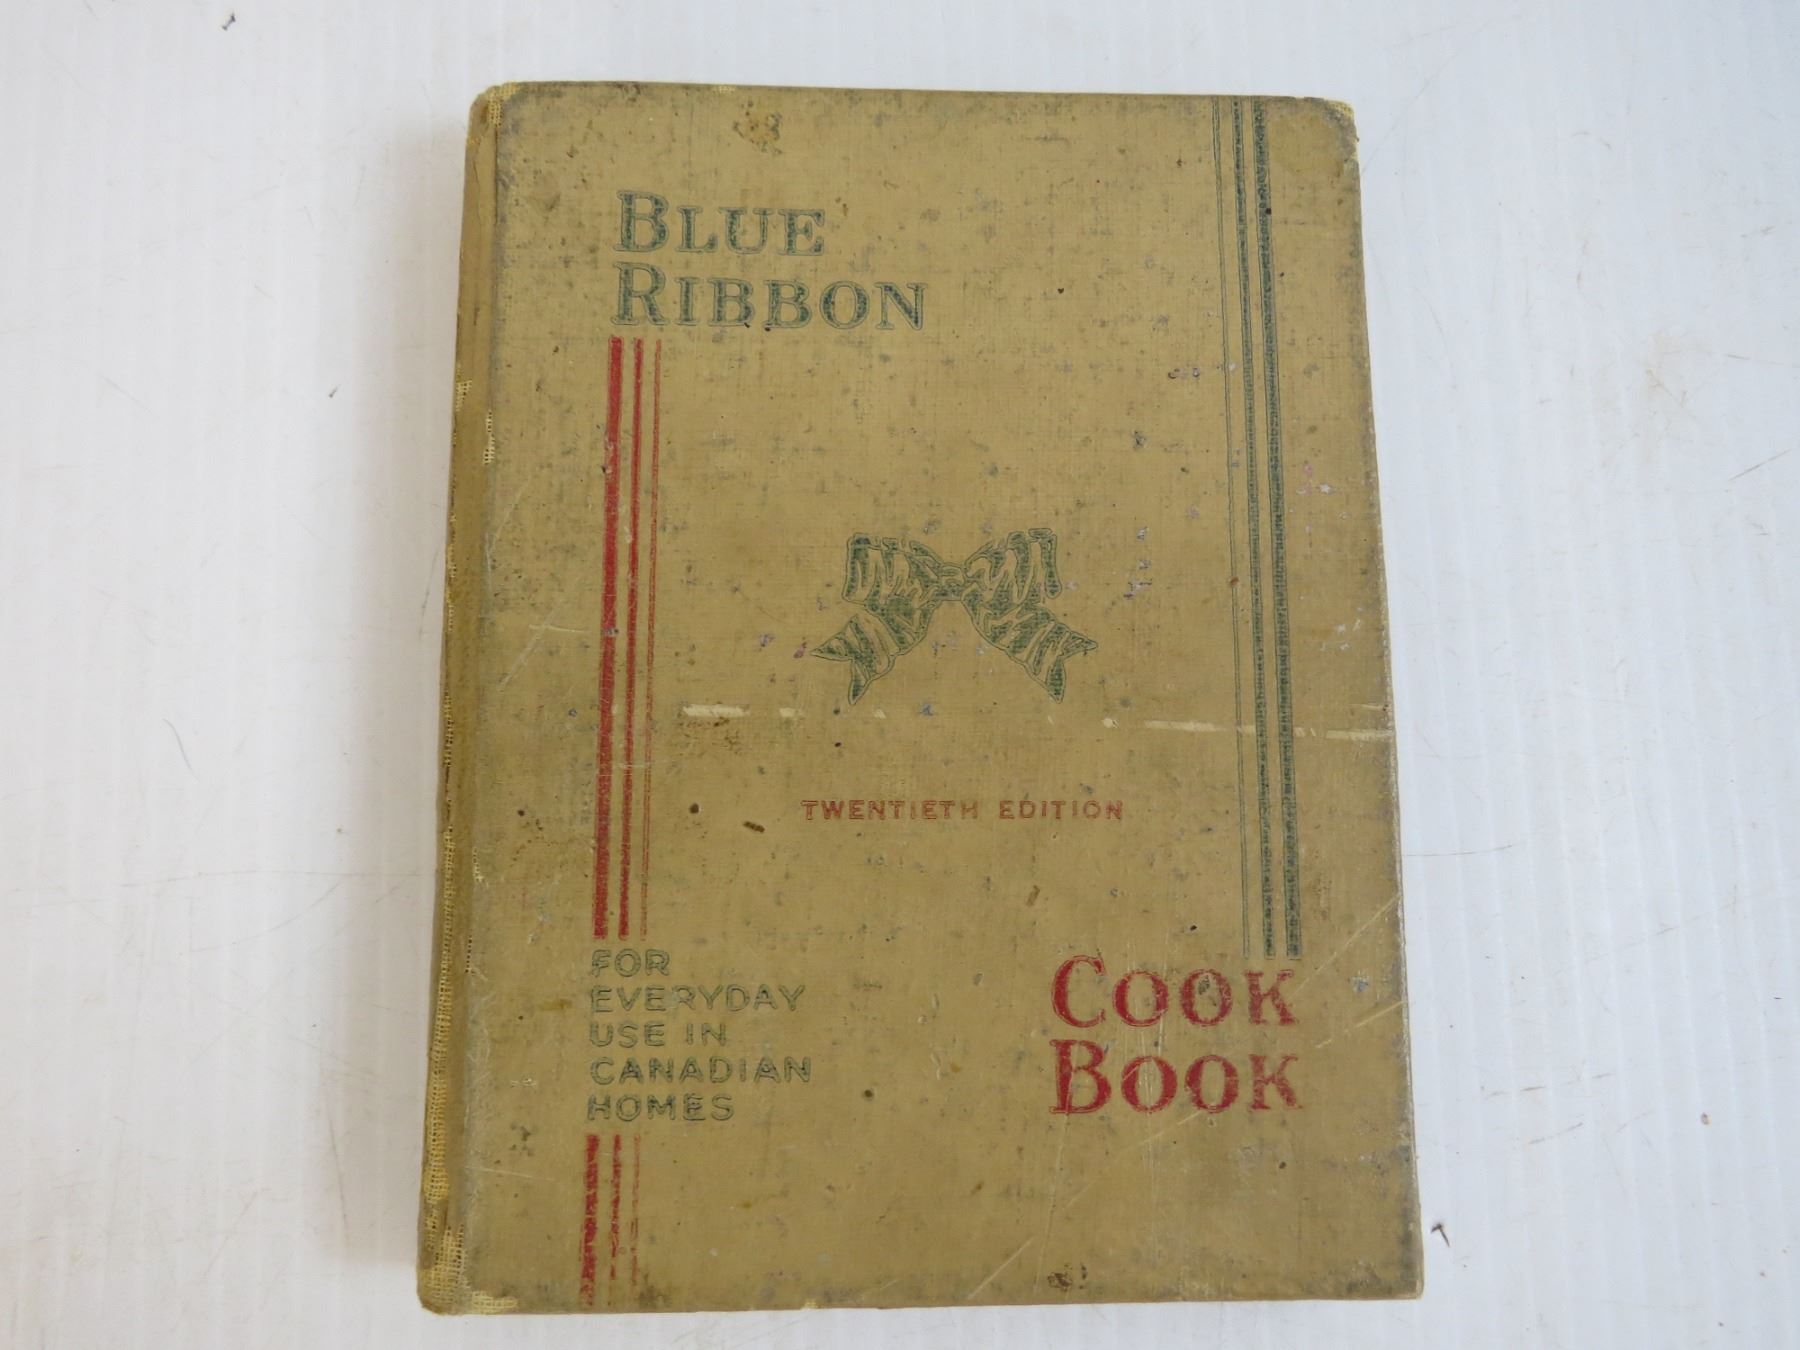 BLUE
RIBBON
TWENTIETH EDITION
FOR
EVERYDAY
USE IN
CANADIAN
HOMES
COOK
BOOK